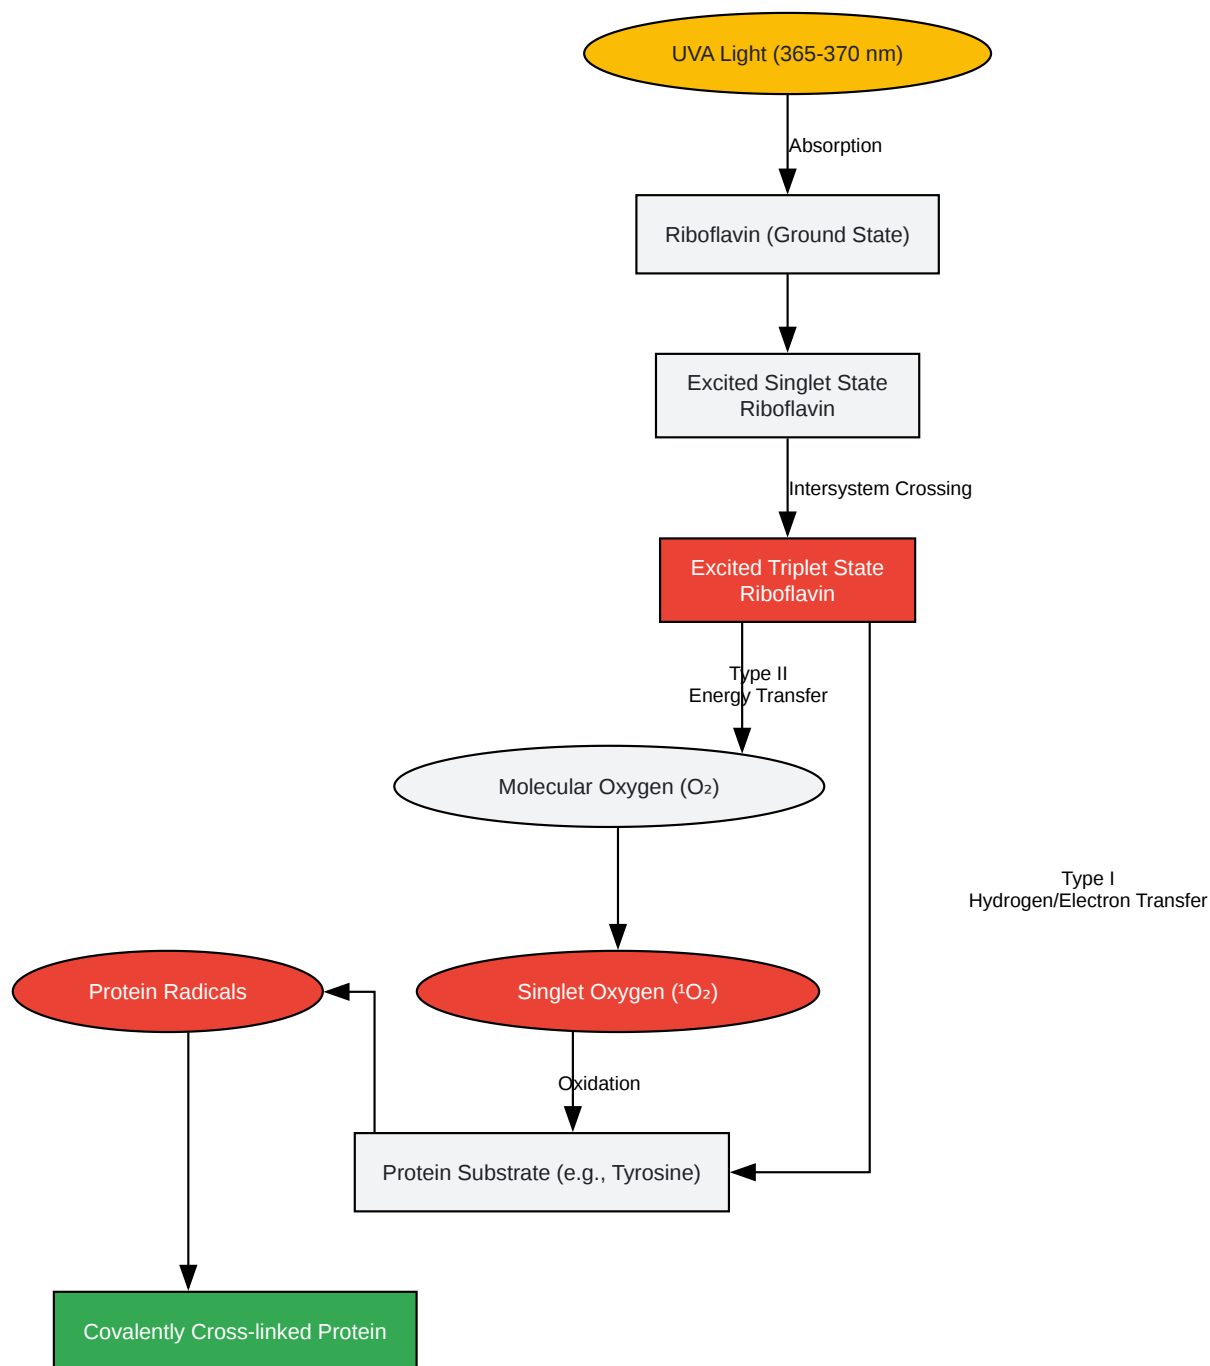 UVA Light (365-370 nm)
Absorption
Riboflavin (Ground State)
Excited Singlet State
Riboflavin
Intersystem Crossing
Excited Triplet State
Riboflavin
Type II
Energy Transfer
Molecular Oxygen (O₂)
Type I
Hydrogen/Electron Transfer
Protein Radicals
Singlet Oxygen (¹O₂)
Oxidation
Protein Substrate (e.g., Tyrosine)
Covalently Cross-linked Protein